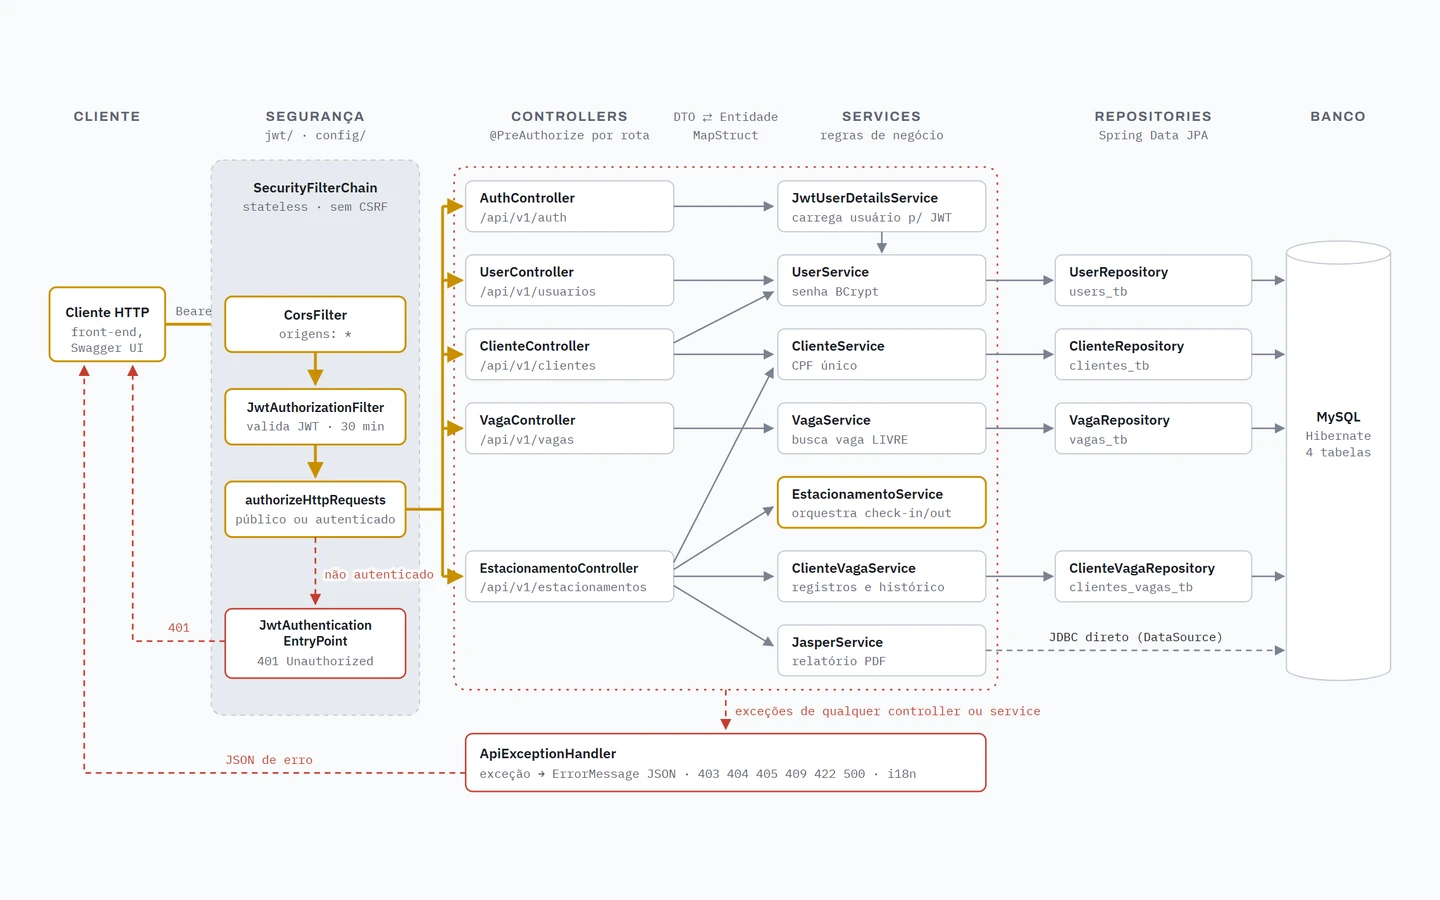 CLIENTE
SEGURANÇA
jwt/ · config/
CONTROLLERS
@PreAuthorize por rota
DTO ⇄ Entidade
MapStruct
SERVICES
regras de negócio
REPOSITORIES
Spring Data JPA
BANCO
Cliente HTTP
front-end,
Swagger UI
Beare
SecurityFilterChain
stateless · sem CSRF
CorsFilter
origens: *
JwtAuthorizationFilter
valida JWT · 30 min
authorizeHttpRequests
público ou autenticado
não autenticado
JwtAuthentication
EntryPoint
401 Unauthorized
401
AuthController
/api/v1/auth
UserController
/api/v1/usuarios
ClienteController
/api/v1/clientes
VagaController
/api/v1/vagas
EstacionamentoController
/api/v1/estacionamentos
JwtUserDetailsService
carrega usuário p/ JWT
UserService
senha BCrypt
ClienteService
CPF único
VagaService
busca vaga LIVRE
EstacionamentoService
orquestra check-in/out
ClienteVagaService
registros e histórico
JasperService
relatório PDF
UserRepository
users_tb
ClienteRepository
clientes_tb
VagaRepository
vagas_tb
ClienteVagaRepository
clientes_vagas_tb
JDBC direto (DataSource)
MySQL
Hibernate
4 tabelas
exceções de qualquer controller ou service
ApiExceptionHandler
exceção → ErrorMessage JSON · 403 404 405 409 422 500 · i18n
JSON de erro